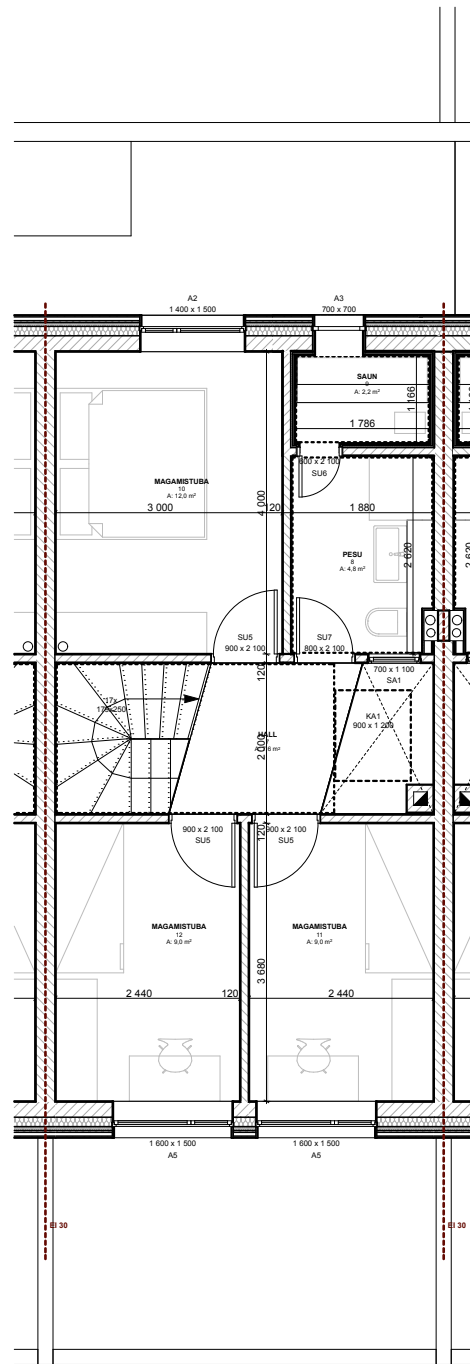 A2
1 400 x 1 500
A3
700 x 700
SAUN
9
A: 2,2 m²
1 166
1 786
600 x 2 100
SU6
MAGAMISTUBA
10
A: 12,0 m²
3 000
4 000
120
1 880
PESU
8
A: 4,8 m²
2 620
2 620
SU5
900 x 2 100
SU7
800 x 2 100
120
700 x 1 100
SA1
17x
HALL
2 000
KA1
900 x 1 200
900 x 2 100
SU5
120
900 x 2 100
SU5
MAGAMISTUBA
12
A: 9,0 m²
MAGAMISTUBA
11
A: 9,0 m²
3 680
2 440
120
2 440
1 600 x 1 500
A5
1 600 x 1 500
A5
EI 30
EI 30